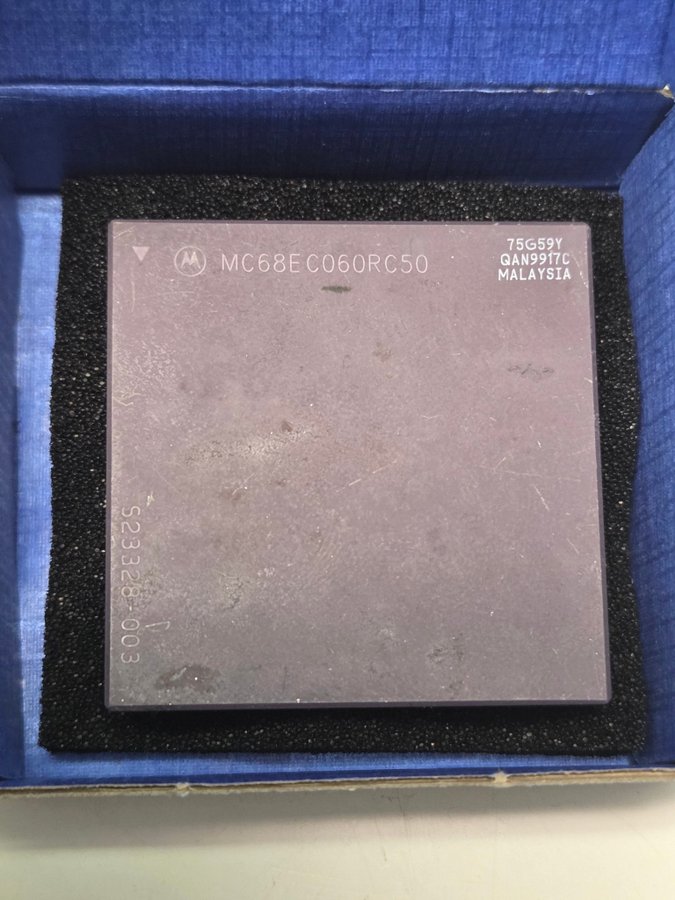 MC68EC060RC50
75G59Y
QAN9917C
MALAYSIA
S23328-003